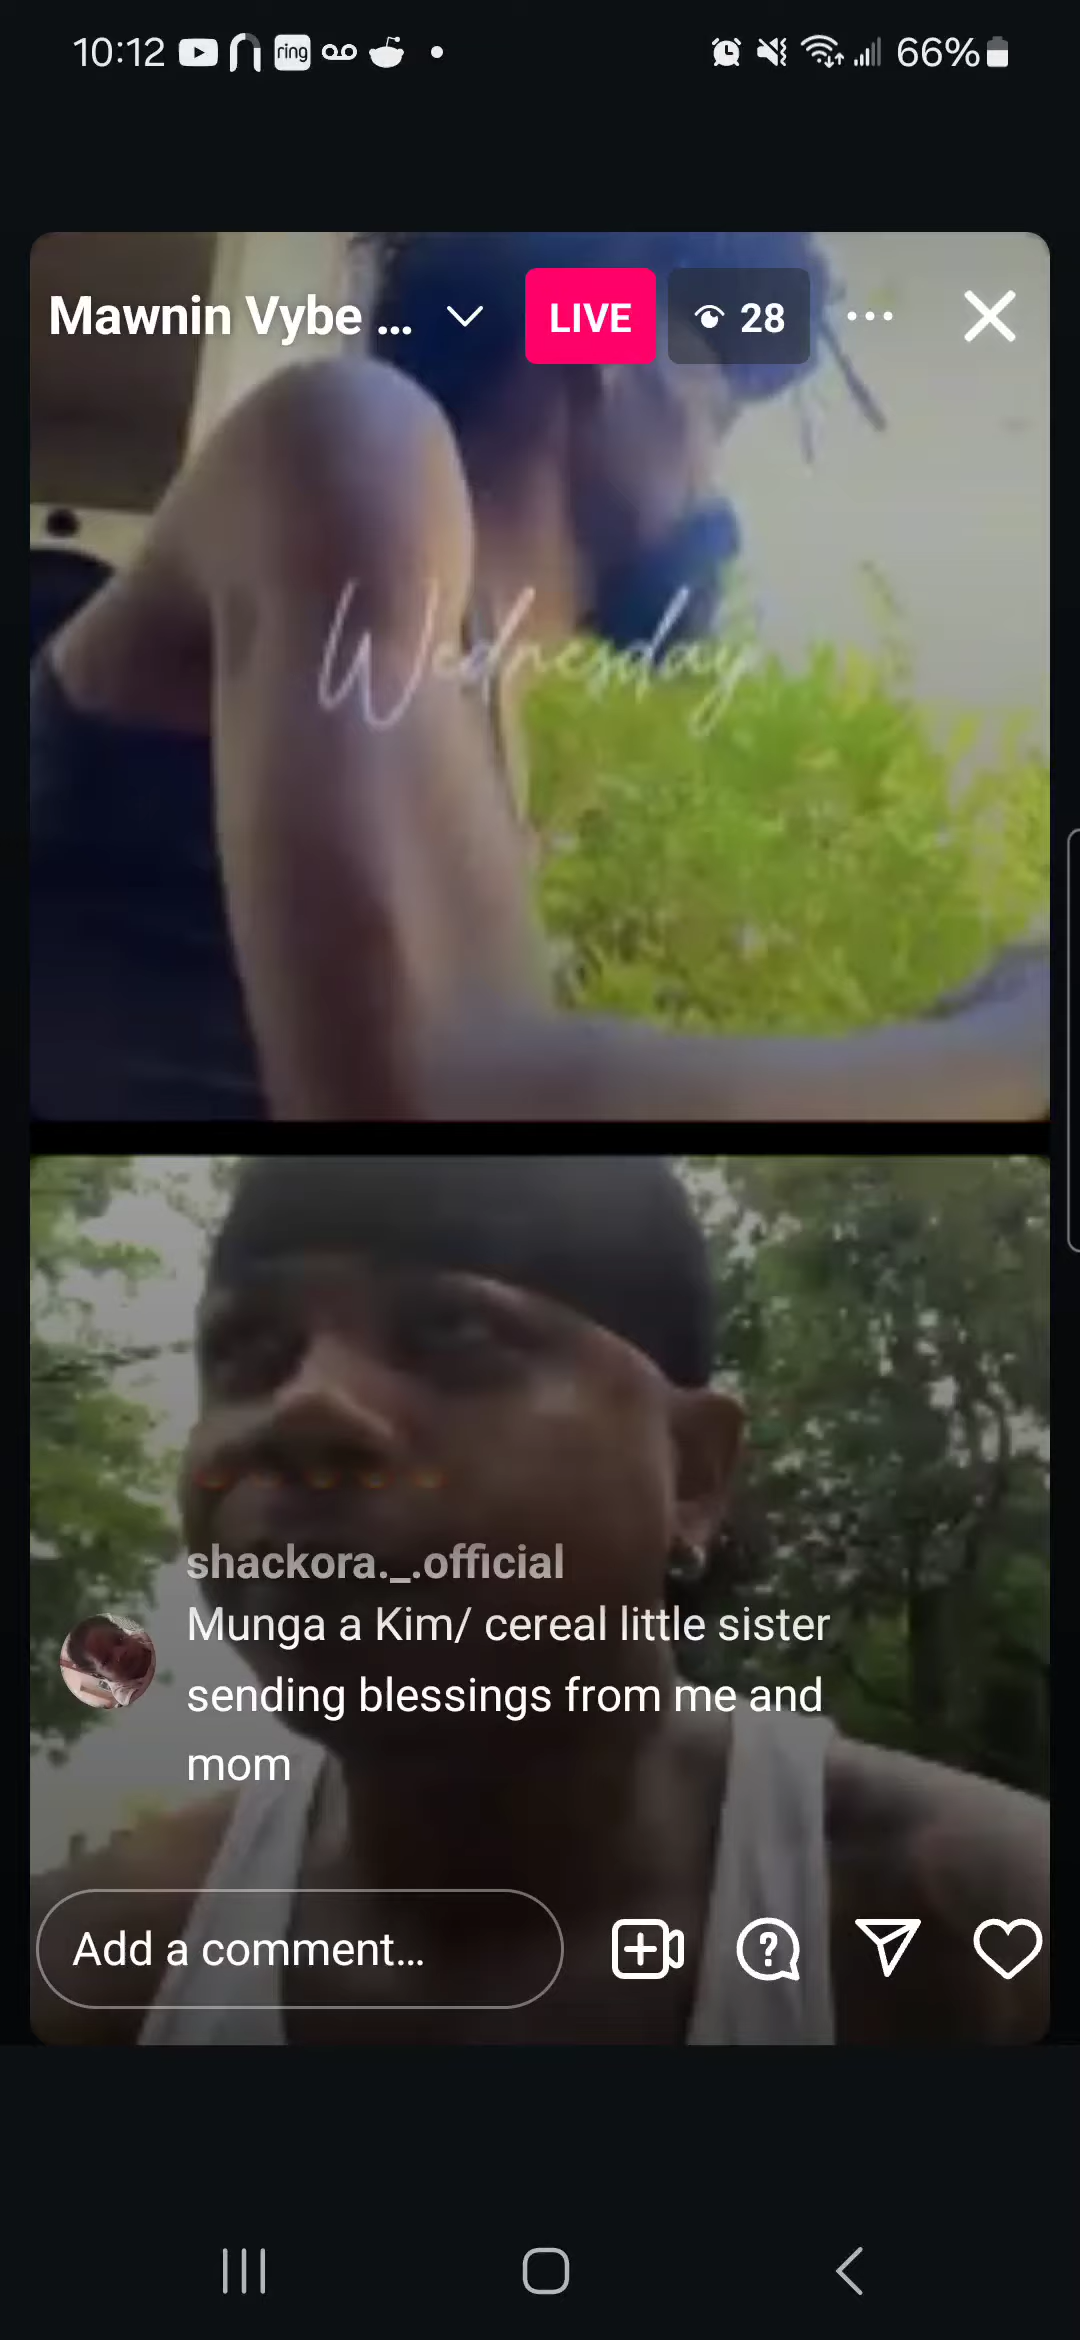 10:12 ring 66%
Mawnin Vybe ... LIVE 28
Wednesday
shackora._.official
Munga a Kim/ cereal little sister
sending blessings from me and
mom
Add a comment...